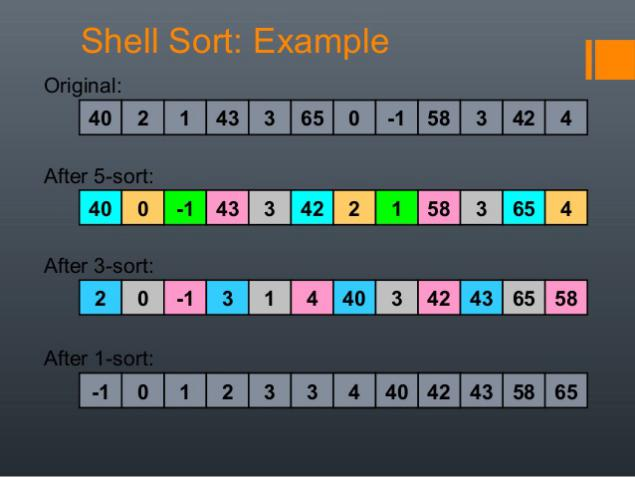 Shell Sort: Example
Original:
40 2 1 43 3 65 0 -1 58 3 42 4
After 5-sort:
40 0 -1 43 3 42 2 1 58 3 65 4
After 3-sort:
2 0 -1 3 1 4 40 3 42 43 65 58
After 1-sort:
-1 0 1 2 3 3 4 40 42 43 58 65